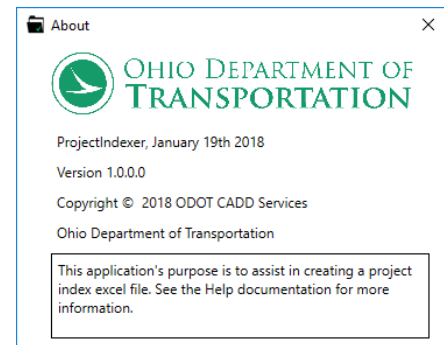 About
OHIO DEPARTMENT OF
TRANSPORTATION
ProjectIndexer, January 19th 2018
Version 1.0.0.0
Copyright © 2018 ODOT CADD Services
Ohio Department of Transportation
This application's purpose is to assist in creating a project
index excel file. See the Help documentation for more
information.